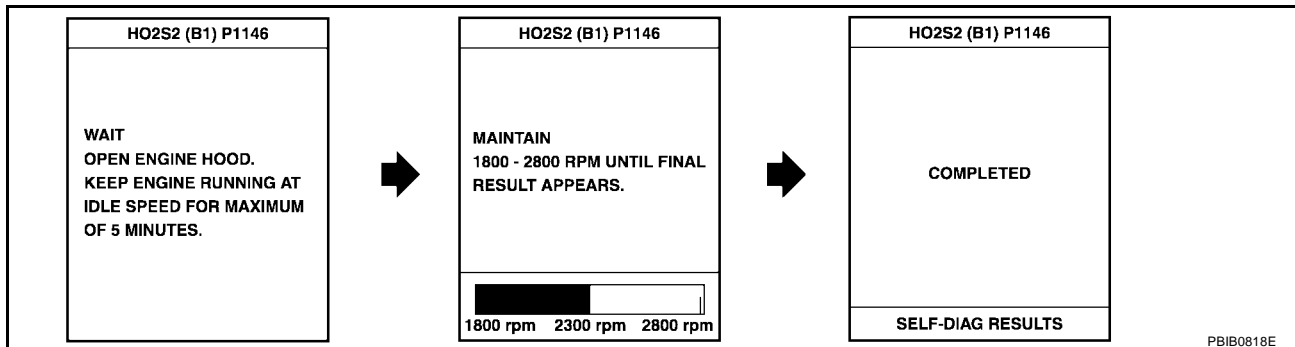 HO2S2 (B1) P1146
WAIT
OPEN ENGINE HOOD.
KEEP ENGINE RUNNING AT
IDLE SPEED FOR MAXIMUM
OF 5 MINUTES.
HO2S2 (B1) P1146
MAINTAIN
1800 - 2800 RPM UNTIL FINAL
RESULT APPEARS.
1800 rpm 2300 rpm 2800 rpm
HO2S2 (B1) P1146
COMPLETED
SELF-DIAG RESULTS
PBIB0818E